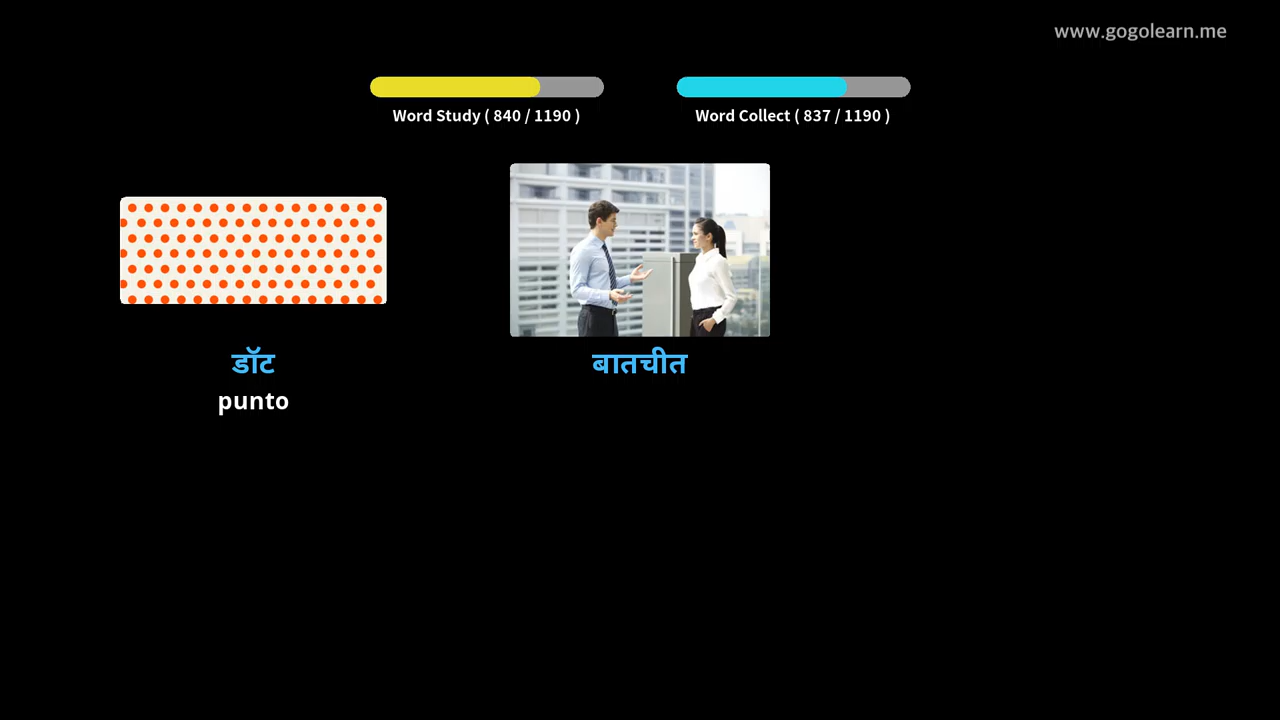 www.gogolearn.me
Word Study ( 840 / 1190 )
Word Collect ( 837 / 1190 )
डॉट
punto
बातचीत